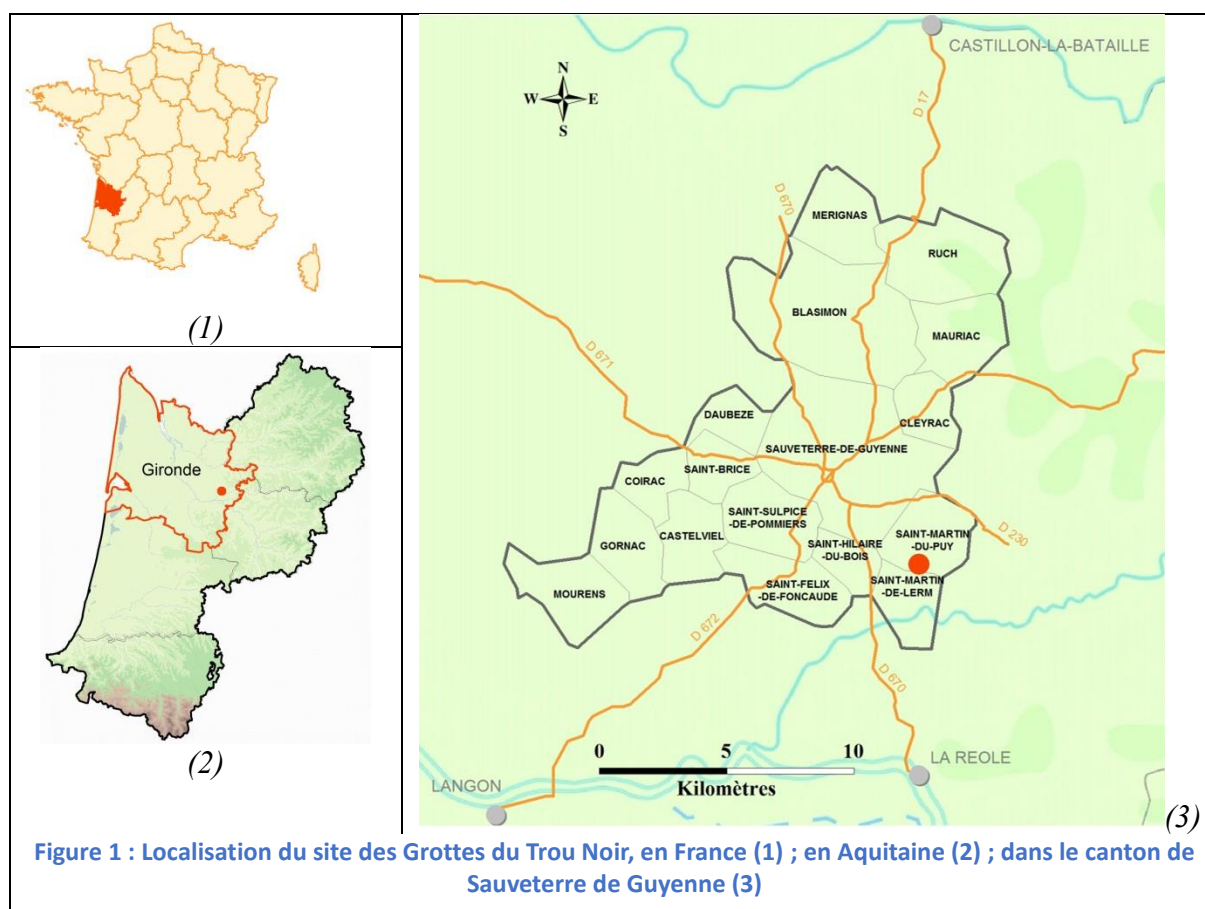 (1)
Gironde
(2)
N
W E
S
CASTILLON-LA-BATAILLE
D 17
D 670
MERIGNAS
RUCH
BLASIMON
MAURIAC
D 671
DAUBEZE
CLEYRAC
SAUVETERRE-DE-GUYENNE
SAINT-BRICE
COIRAC
SAINT-SULPICE
-DE-POMMIERS
CASTELVIEL
GORNAC
SAINT-HILAIRE
-DU-BOIS
SAINT-MARTIN
-DU-PUY
D 230
SAINT-MARTIN
-DE-LERM
SAINT-FELIX
-DE-FONCAUDE
MOURENS
D 672
D 670
0 5 10
Kilomètres
LA REOLE
LANGON
(3)
Figure 1 : Localisation du site des Grottes du Trou Noir, en France (1) ; en Aquitaine (2) ; dans le canton de
Sauveterre de Guyenne (3)